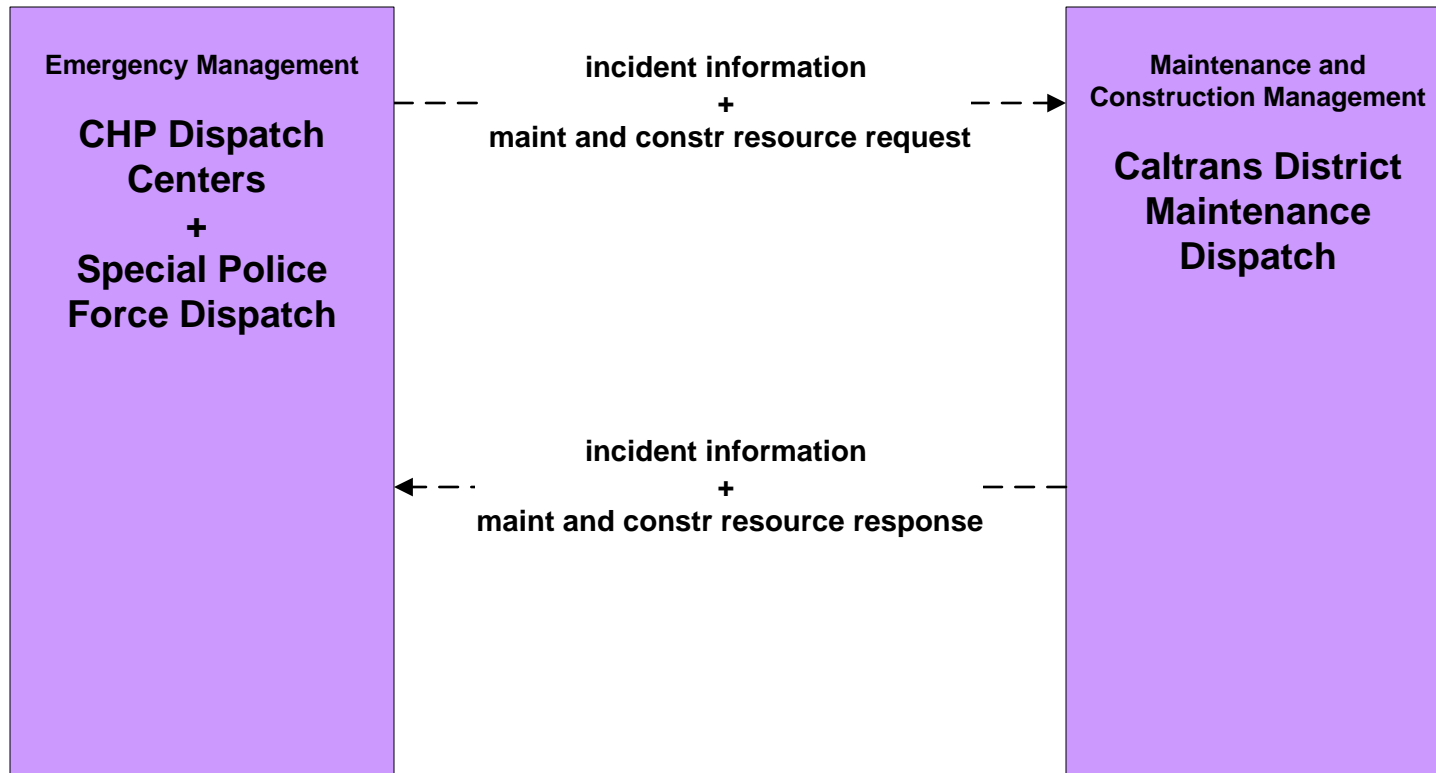 Emergency Management
CHP Dispatch
Centers
+
Special Police
Force Dispatch
incident information
+
maint and constr resource request
Maintenance and
Construction Management
Caltrans District
Maintenance
Dispatch
incident information
+
maint and constr resource response